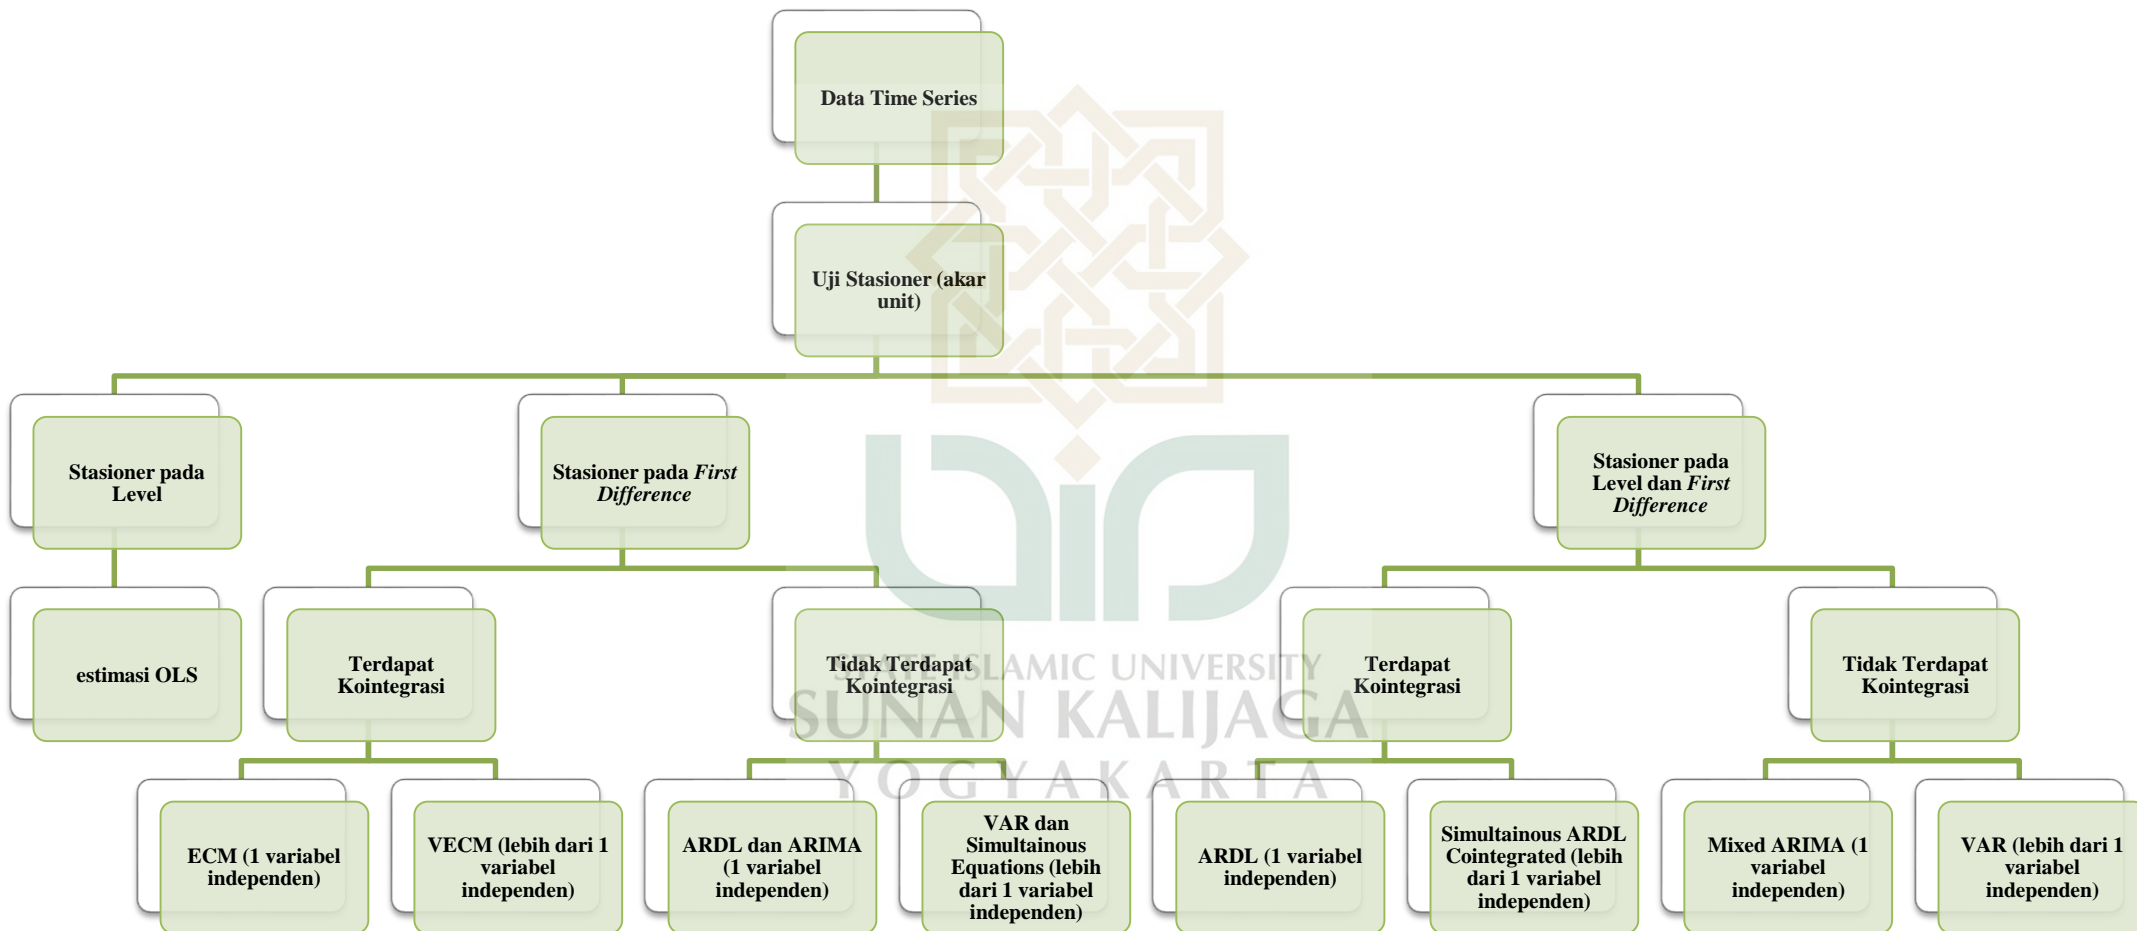 Data Time Series
Uji Stasioner (akar
unit)
Stasioner pada
Level
Stasioner pada First
Difference
Stasioner pada
Level dan First
Difference
estimasi OLS
Terdapat
Kointegrasi
Tidak Terdapat
Kointegrasi
Terdapat
Kointegrasi
Tidak Terdapat
Kointegrasi
STATE ISLAMIC UNIVERSITY
SUNAN KALIJAGA
YOGYAKARTA
ECM (1 variabel
independen)
VECM (lebih dari 1
variabel
independen)
ARDL dan ARIMA
(1 variabel
independen)
VAR dan
Simultainous
Equations (lebih
dari 1 variabel
independen)
ARDL (1 variabel
independen)
Simultainous ARDL
Cointegrated (lebih
dari 1 variabel
independen)
Mixed ARIMA (1
variabel
independen)
VAR (lebih dari 1
variabel
independen)